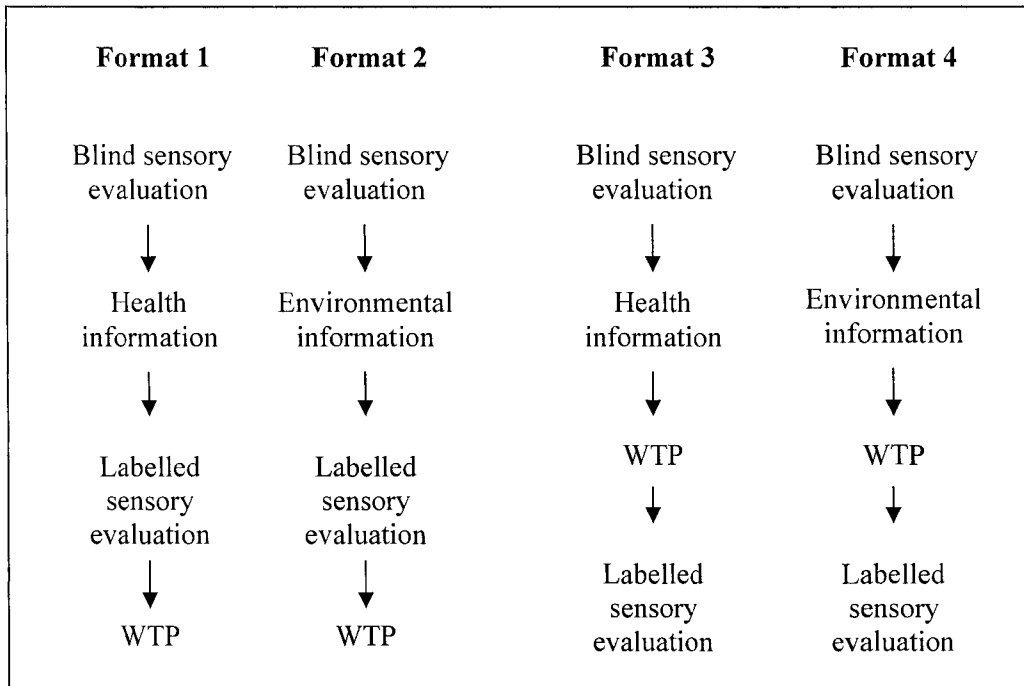 Format 1
Format 2
Format 3
Format 4
Blind sensory
evaluation
Blind sensory
evaluation
Blind sensory
evaluation
Blind sensory
evaluation
Health
information
Environmental
information
Health
information
Environmental
information
Labelled
sensory
evaluation
Labelled
sensory
evaluation
WTP
WTP
WTP
WTP
Labelled
sensory
evaluation
Labelled
sensory
evaluation